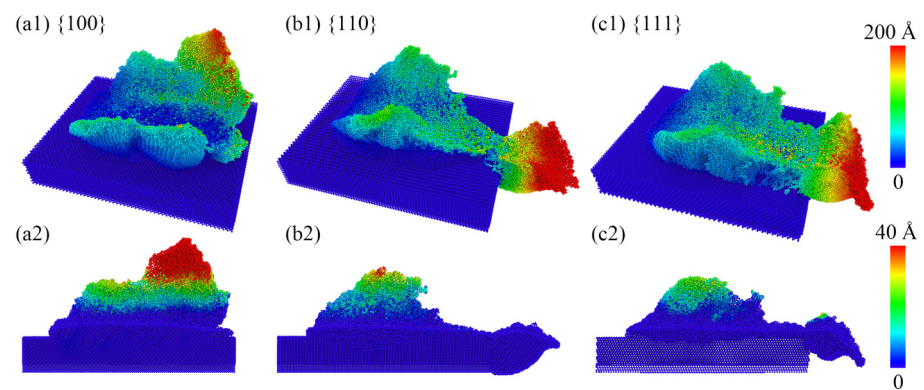 (a1) {100}
(b1) {110}
(c1) {111}
200 Å
0
(a2)
(b2)
(c2)
40 Å
0